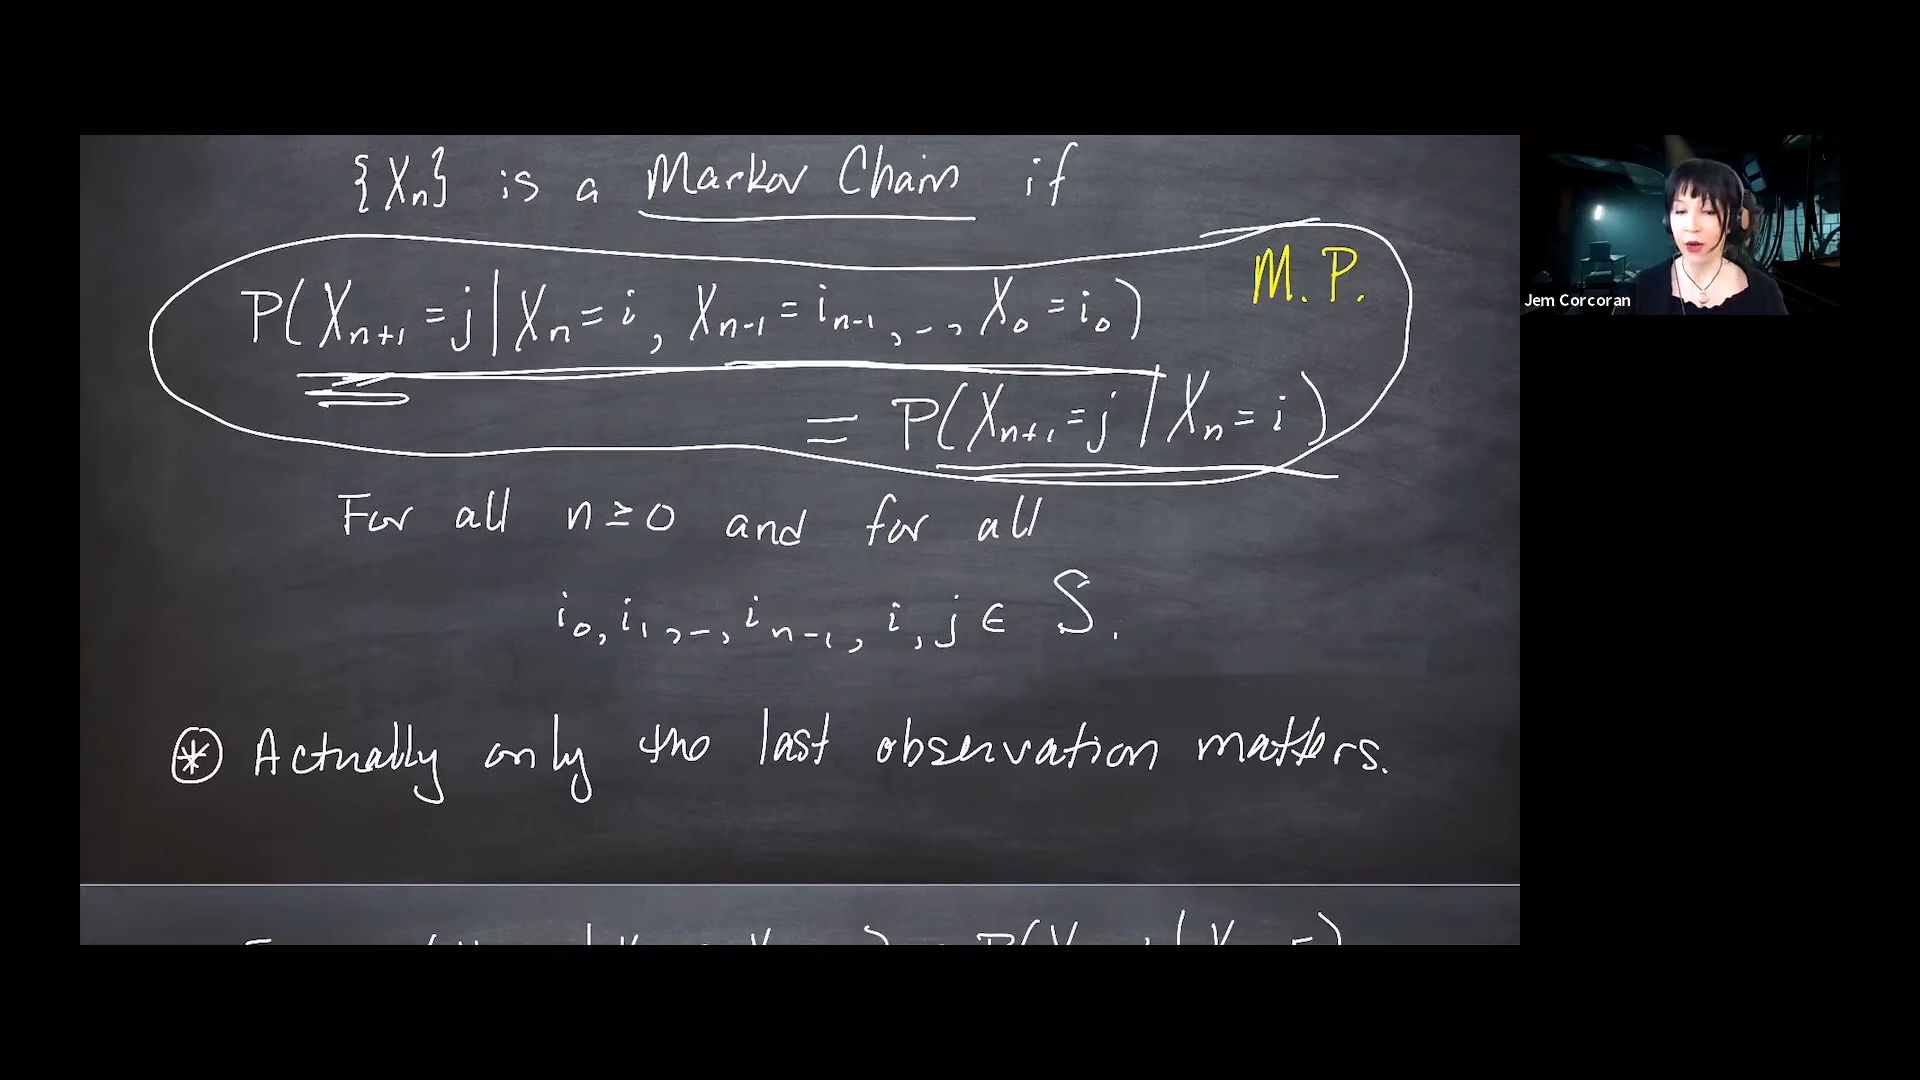 {Xn} is a Markov Chain if
M.P.
P(Xn+1 = j | Xn = i, Xn-1 = in-1, -, X0 = i0)
= P(Xn+1 = j | Xn = i)
For all n ≥ 0 and for all
i0, i1, -, in-1, i, j ∈ S.
* Actually only the last observation matters.
Jem Corcoran